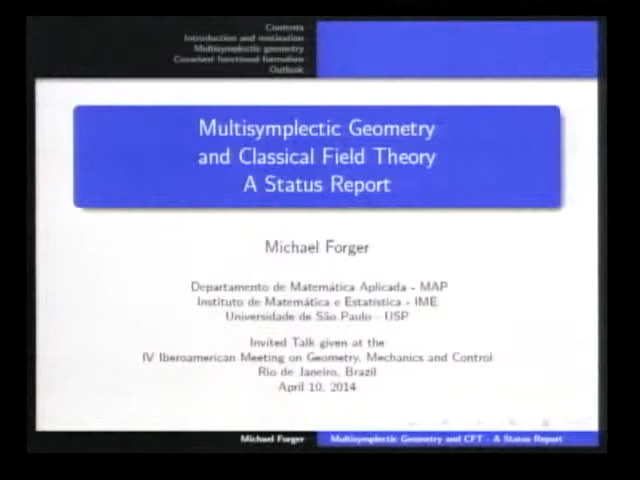 Contents
Introduction and motivation
Multisymplectic geometry
Covariant functional formalism
Outlook
Multisymplectic Geometry
and Classical Field Theory
A Status Report
Michael Forger
Departamento de Matemática Aplicada - MAP
Instituto de Matemática e Estatística - IME
Universidade de São Paulo - USP
Invited Talk given at the
IV Iberoamerican Meeting on Geometry, Mechanics and Control
Rio de Janeiro, Brazil
April 10, 2014
Michael Forger
Multisymplectic Geometry and CFT - A Status Report